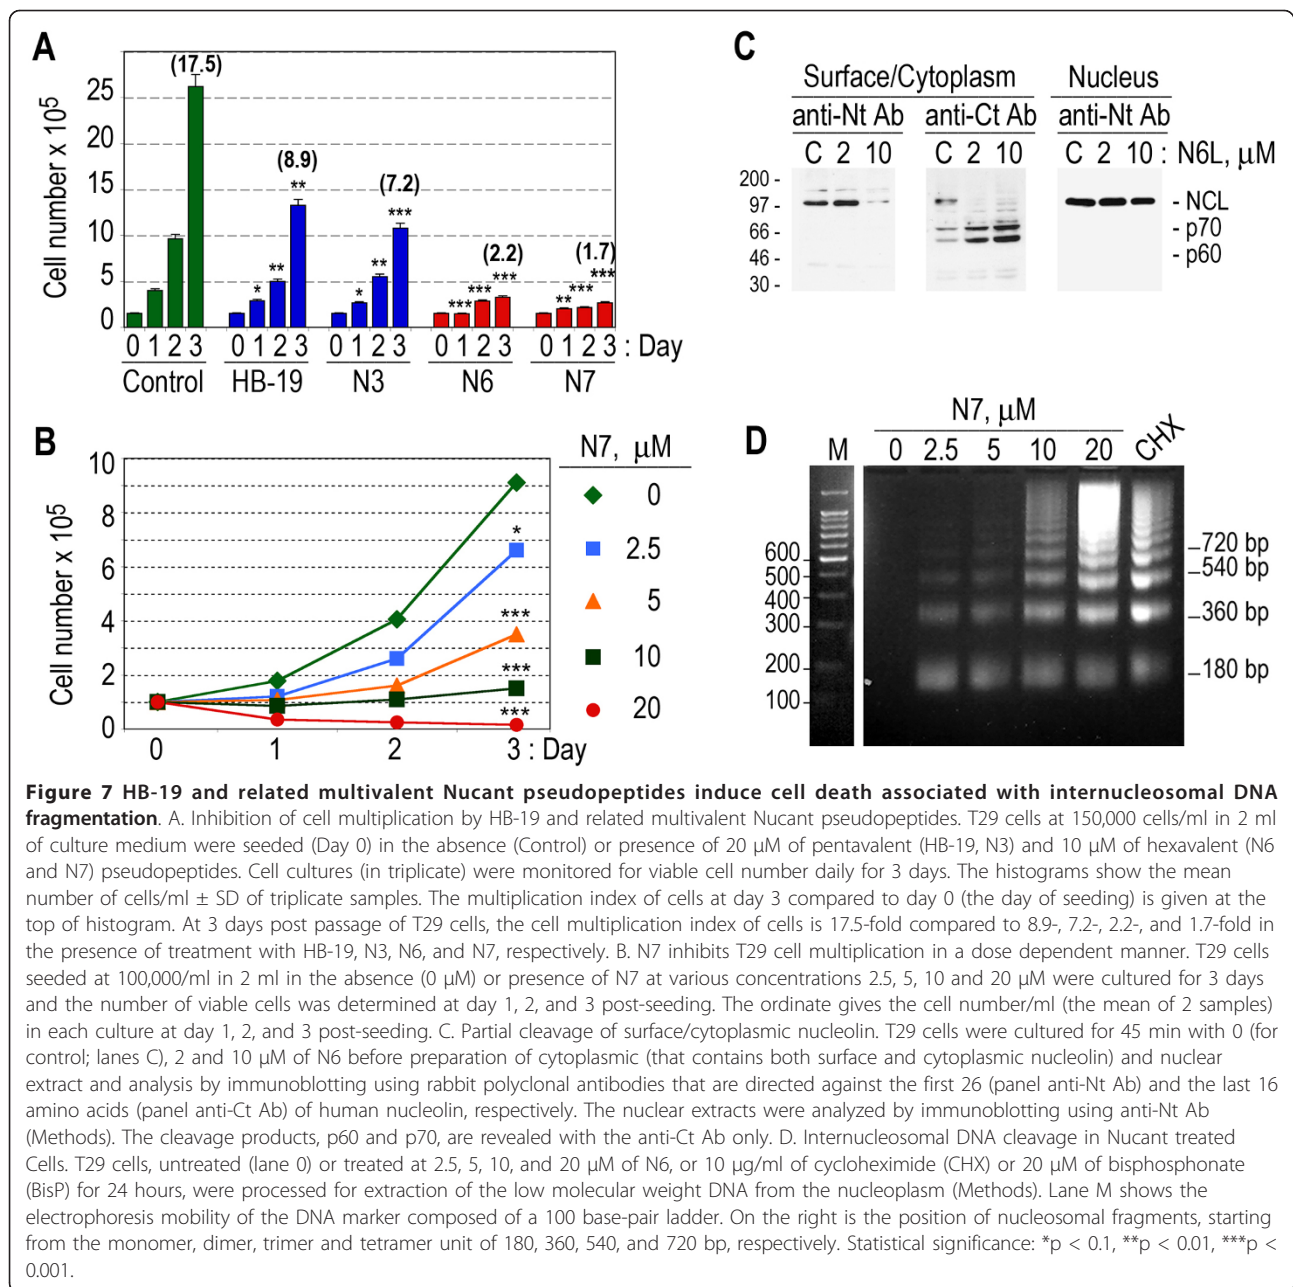 A
(17.5)
(8.9)
(7.2)
(2.2)
(1.7)
25
20
15
10
5
0
Cell number x 10⁵
* ** **
* ** ***
*** *** ***
** *** ***
0 1 2 3 0 1 2 3 0 1 2 3 0 1 2 3 0 1 2 3 : Day
Control HB-19 N3 N6 N7
B
10
8
6
4
2
0
Cell number x 10⁵
*
***
***
***
0 1 2 3 : Day
N7, μM
0
2.5
5
10
20
C
Surface/Cytoplasm Nucleus
anti-Nt Ab anti-Ct Ab anti-Nt Ab
C 2 10 C 2 10 C 2 10 : N6L, μM
200 -
97 -
66 -
46 -
30 -
- NCL
- p70
- p60
D
N7, μM
M 0 2.5 5 10 20 CHX
600
500
400
300
200
100
720 bp
540 bp
360 bp
180 bp
Figure 7 HB-19 and related multivalent Nucant pseudopeptides induce cell death associated with internucleosomal DNA
fragmentation. A. Inhibition of cell multiplication by HB-19 and related multivalent Nucant pseudopeptides. T29 cells at 150,000 cells/ml in 2 ml
of culture medium were seeded (Day 0) in the absence (Control) or presence of 20 μM of pentavalent (HB-19, N3) and 10 μM of hexavalent (N6
and N7) pseudopeptides. Cell cultures (in triplicate) were monitored for viable cell number daily for 3 days. The histograms show the mean
number of cells/ml ± SD of triplicate samples. The multiplication index of cells at day 3 compared to day 0 (the day of seeding) is given at the
top of histogram. At 3 days post passage of T29 cells, the cell multiplication index of cells is 17.5-fold compared to 8.9-, 7.2-, 2.2-, and 1.7-fold in
the presence of treatment with HB-19, N3, N6, and N7, respectively. B. N7 inhibits T29 cell multiplication in a dose dependent manner. T29 cells
seeded at 100,000/ml in 2 ml in the absence (0 μM) or presence of N7 at various concentrations 2.5, 5, 10 and 20 μM were cultured for 3 days
and the number of viable cells was determined at day 1, 2, and 3 post-seeding. The ordinate gives the cell number/ml (the mean of 2 samples)
in each culture at day 1, 2, and 3 post-seeding. C. Partial cleavage of surface/cytoplasmic nucleolin. T29 cells were cultured for 45 min with 0 (for
control; lanes C), 2 and 10 μM of N6 before preparation of cytoplasmic (that contains both surface and cytoplasmic nucleolin) and nuclear
extract and analysis by immunoblotting using rabbit polyclonal antibodies that are directed against the first 26 (panel anti-Nt Ab) and the last 16
amino acids (panel anti-Ct Ab) of human nucleolin, respectively. The nuclear extracts were analyzed by immunoblotting using anti-Nt Ab
(Methods). The cleavage products, p60 and p70, are revealed with the anti-Ct Ab only. D. Internucleosomal DNA cleavage in Nucant treated
Cells. T29 cells, untreated (lane 0) or treated at 2.5, 5, 10, and 20 μM of N6, or 10 μg/ml of cycloheximide (CHX) or 20 μM of bisphosphonate
(BisP) for 24 hours, were processed for extraction of the low molecular weight DNA from the nucleoplasm (Methods). Lane M shows the
electrophoresis mobility of the DNA marker composed of a 100 base-pair ladder. On the right is the position of nucleosomal fragments, starting
from the monomer, dimer, trimer and tetramer unit of 180, 360, 540, and 720 bp, respectively. Statistical significance: *p < 0.1, **p < 0.01, ***p <
0.001.